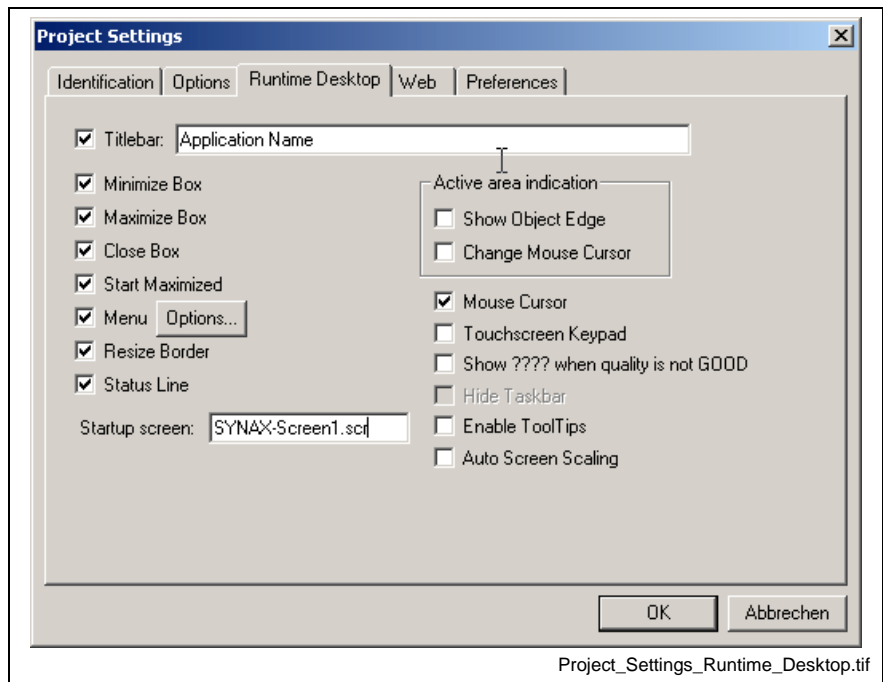 Project Settings
Identification Options Runtime Desktop Web Preferences
Titlebar: Application Name
Minimize Box
Maximize Box
Close Box
Start Maximized
Menu Options...
Resize Border
Status Line
Startup screen: SYNAX-Screen1.scr
Active area indication
Show Object Edge
Change Mouse Cursor
Mouse Cursor
Touchscreen Keypad
Show ???? when quality is not GOOD
Hide Taskbar
Enable ToolTips
Auto Screen Scaling
OK Abbrechen
Project_Settings_Runtime_Desktop.tif